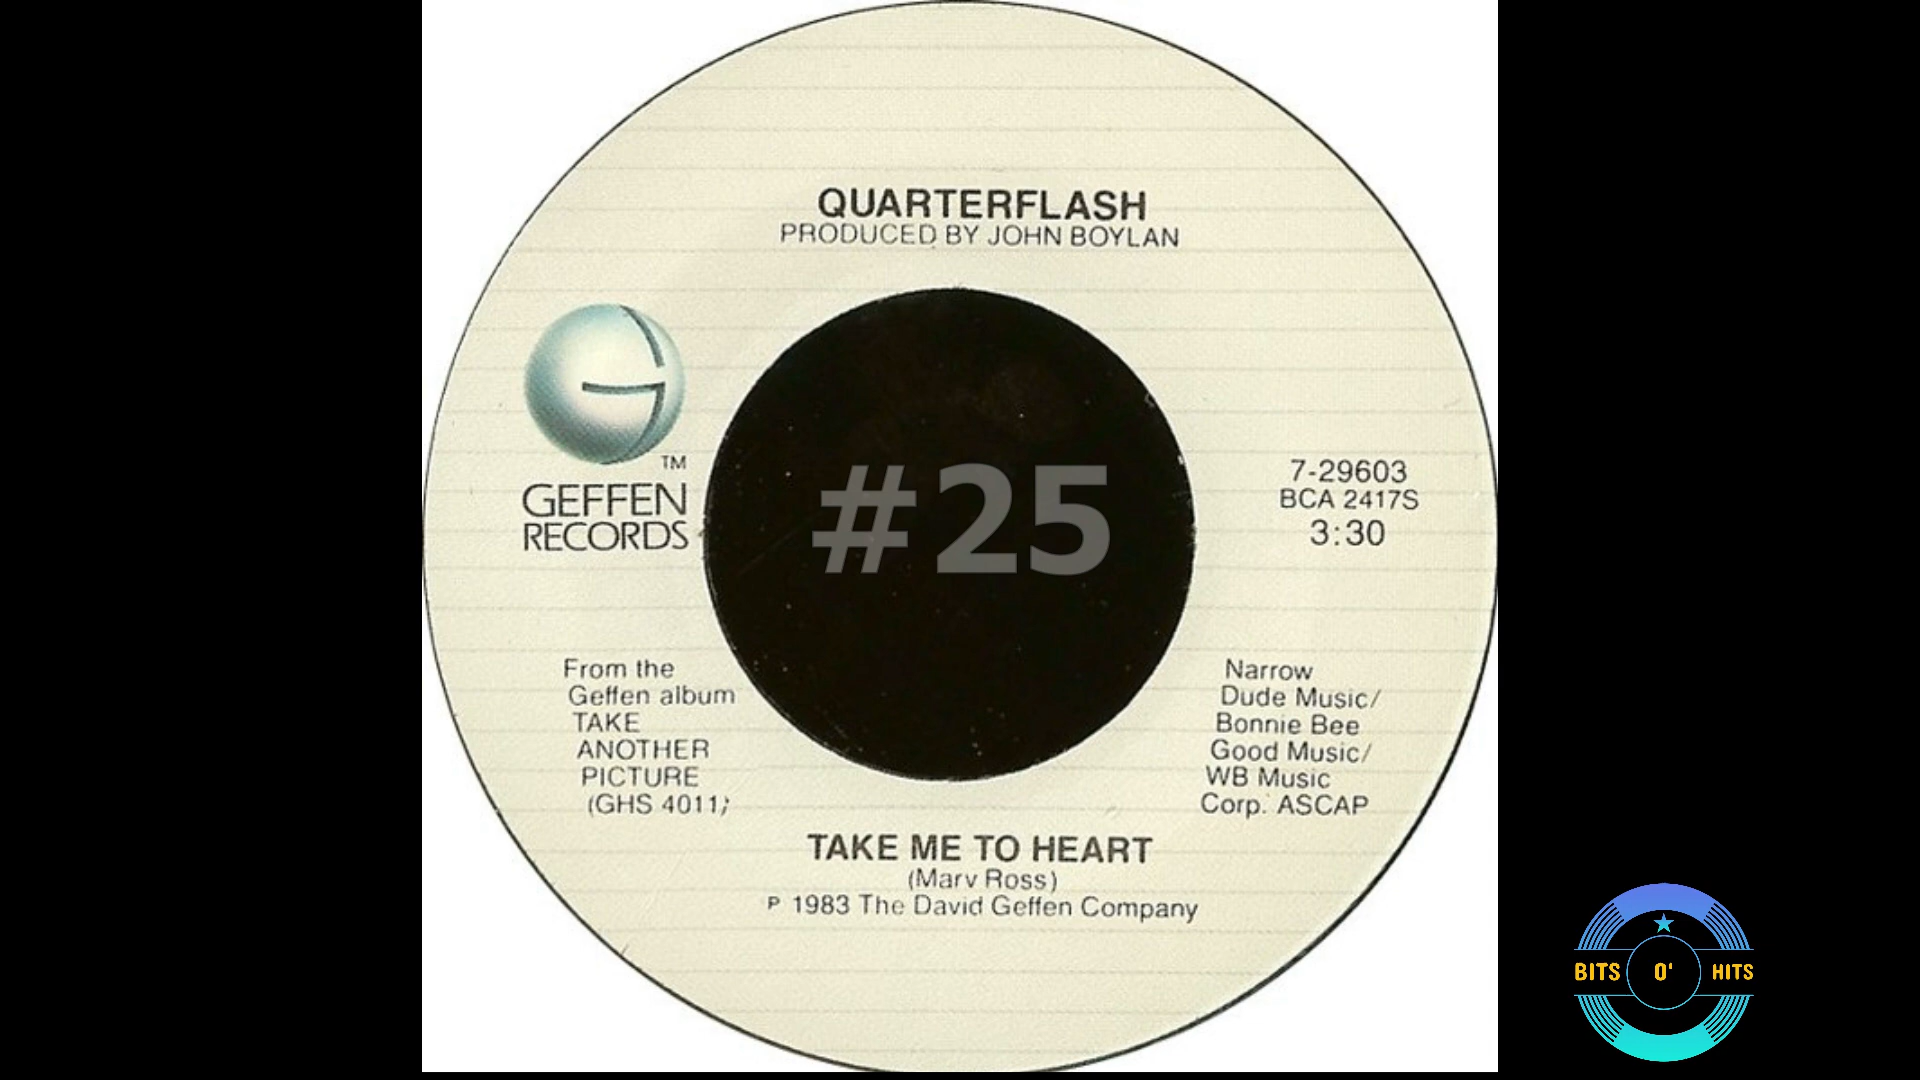 QUARTERFLASH
PRODUCED BY JOHN BOYLAN
TM
GEFFEN
RECORDS
#25
7-29603
BCA 2417S
3:30
From the
Geffen album
TAKE
ANOTHER
PICTURE
(GHS 4011)
Narrow
Dude Music/
Bonnie Bee
Good Music/
WB Music
Corp. ASCAP
TAKE ME TO HEART
(Marv Ross)
P 1983 The David Geffen Company
BITS O' HITS